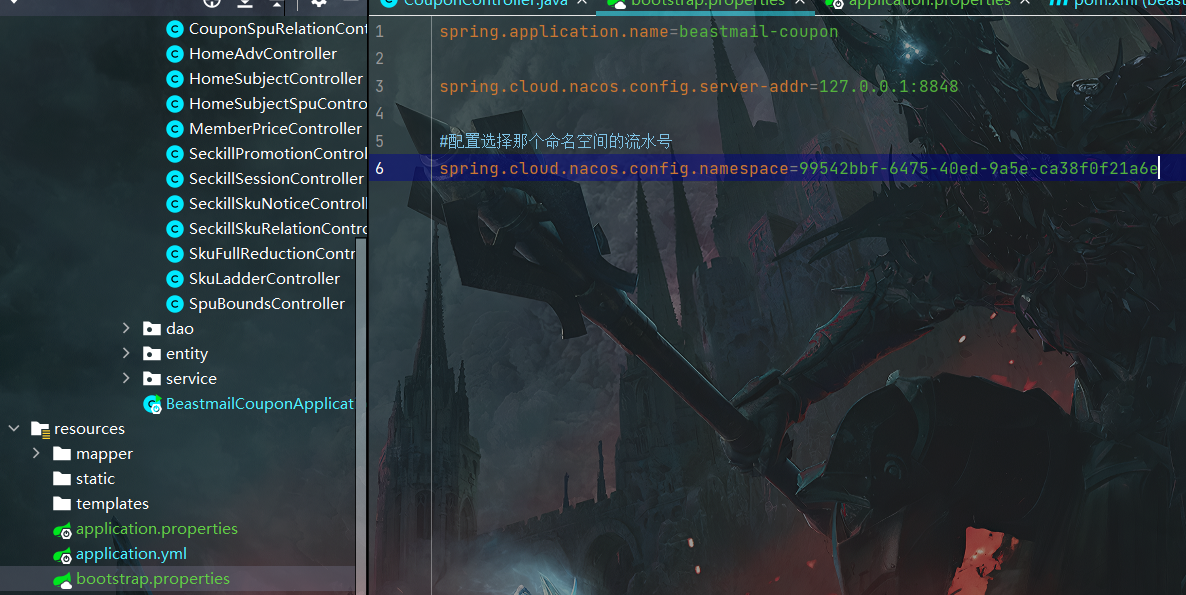 CouponController.java
bootstrap.properties
application.properties
pom.xml (beast
CouponSpuRelationCont
HomeAdvController
HomeSubjectController
HomeSubjectSpuContro
MemberPriceController
SeckillPromotionControl
SeckillSessionController
SeckillSkuNoticeControll
SeckillSkuRelationContro
SkuFullReductionContr
SkuLadderController
SpuBoundsController
dao
entity
service
BeastmailCouponApplicat
resources
mapper
static
templates
application.properties
application.yml
bootstrap.properties
1 spring.application.name=beastmail-coupon
2
3 spring.cloud.nacos.config.server-addr=127.0.0.1:8848
4
5 #配置选择那个命名空间的流水号
6 spring.cloud.nacos.config.namespace=99542bbf-6475-40ed-9a5e-ca38f0f21a6e